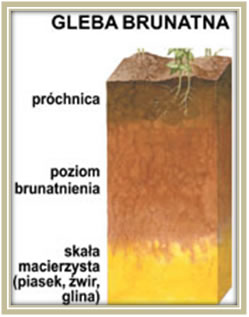 GLEBA BRUNATNA
próchnica
poziom
brunatnienia
skała
macierzysta
(piasek, żwir,
glina)